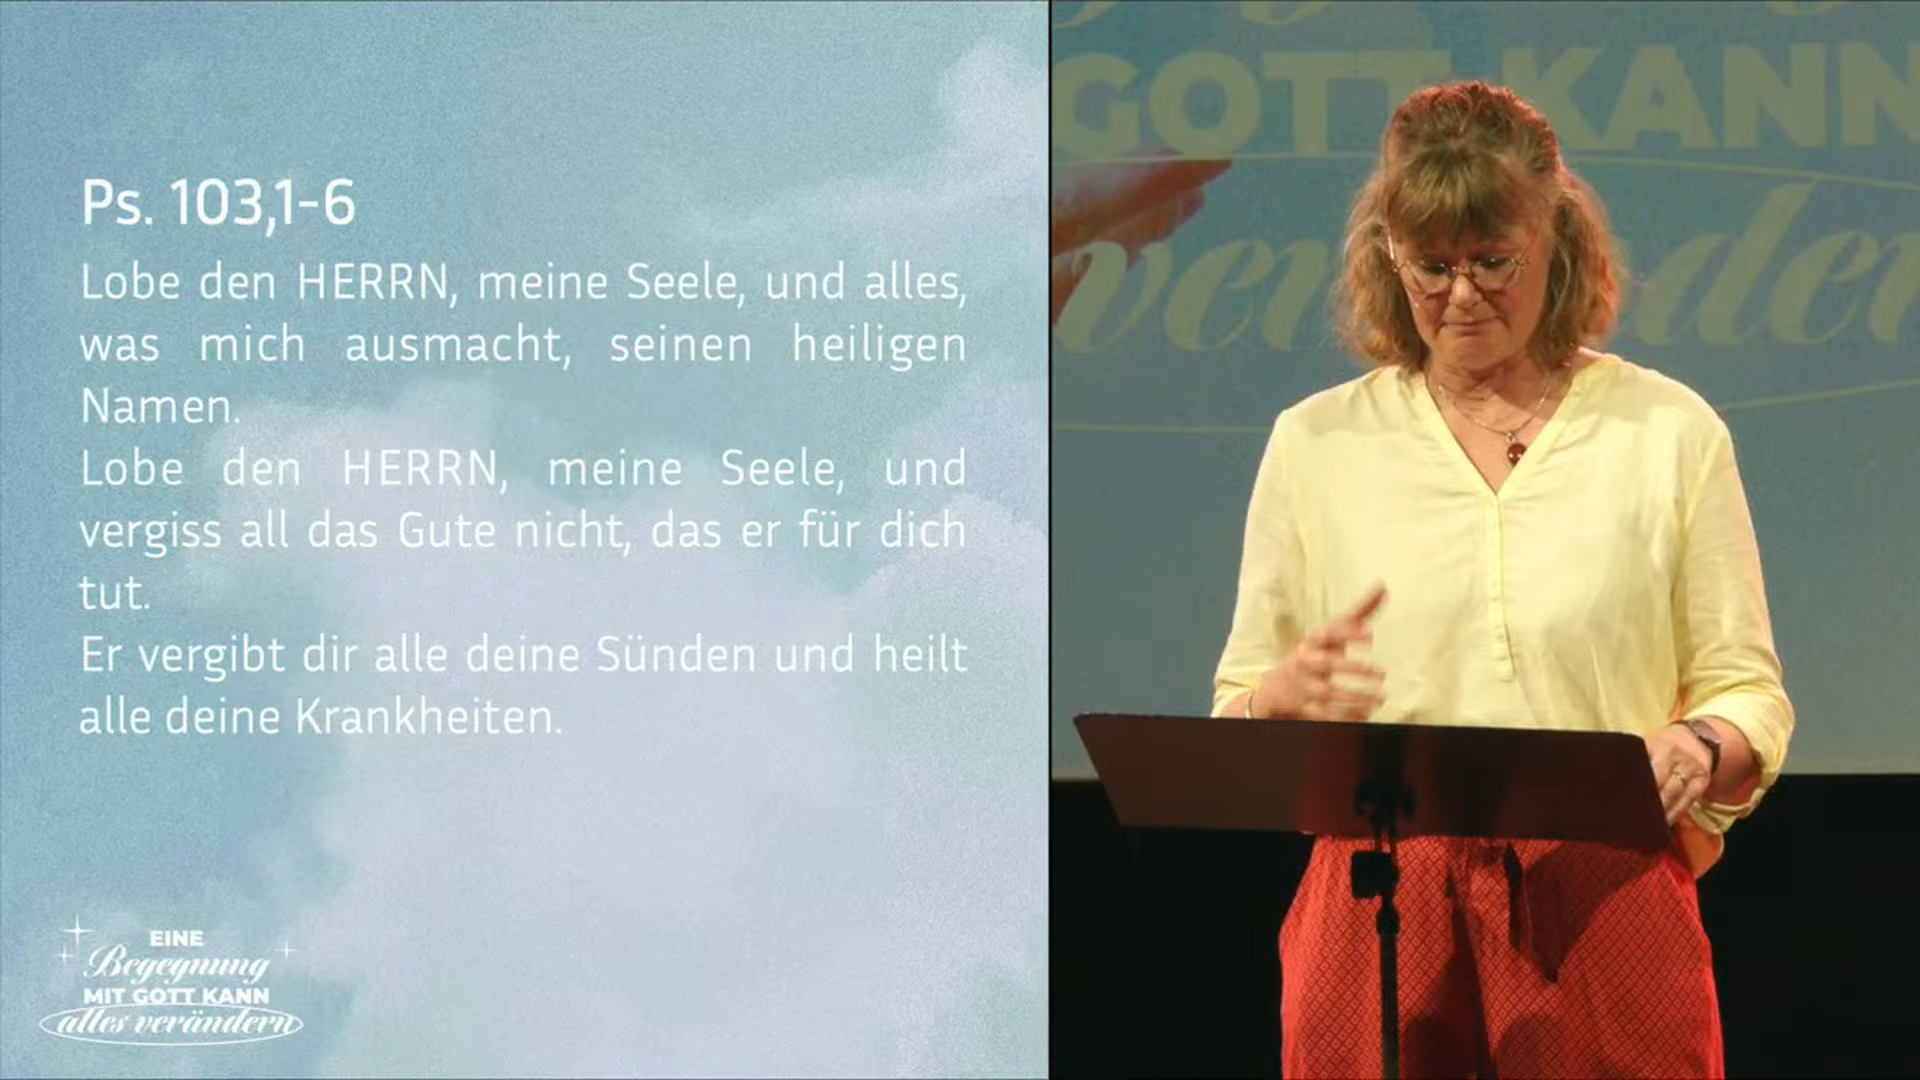 Ps. 103,1-6
Lobe den HERRN, meine Seele, und alles,
was mich ausmacht, seinen heiligen
Namen.
Lobe den HERRN, meine Seele, und
vergiss all das Gute nicht, das er für dich
tut.
Er vergibt dir alle deine Sünden und heilt
alle deine Krankheiten.
EINE
Begegnung
MIT GOTT KANN
alles verändern
GOTT KANN